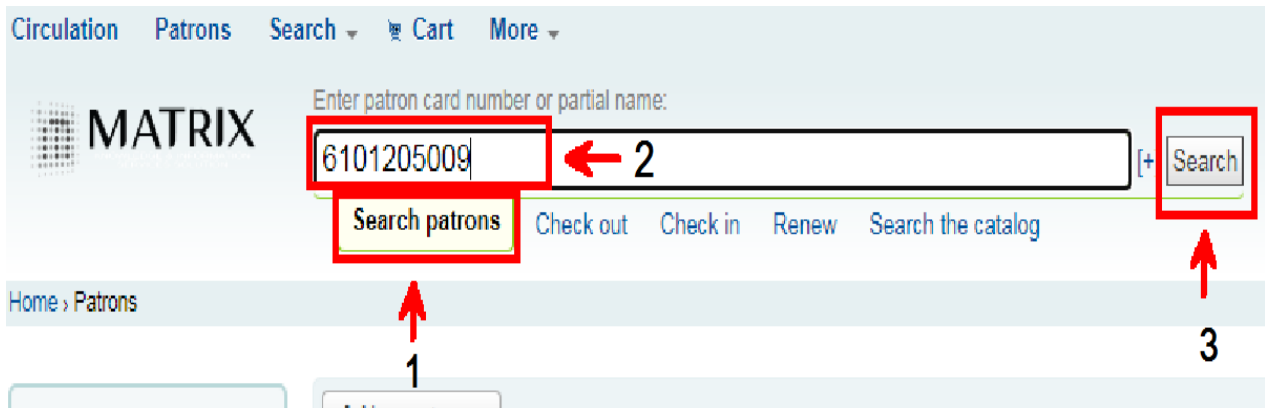 Circulation Patrons Search Cart More
Enter patron card number or partial name:
MATRIX
6101205009 2 [+ Search
Search patrons Check out Check in Renew Search the catalog
Home › Patrons
1 3